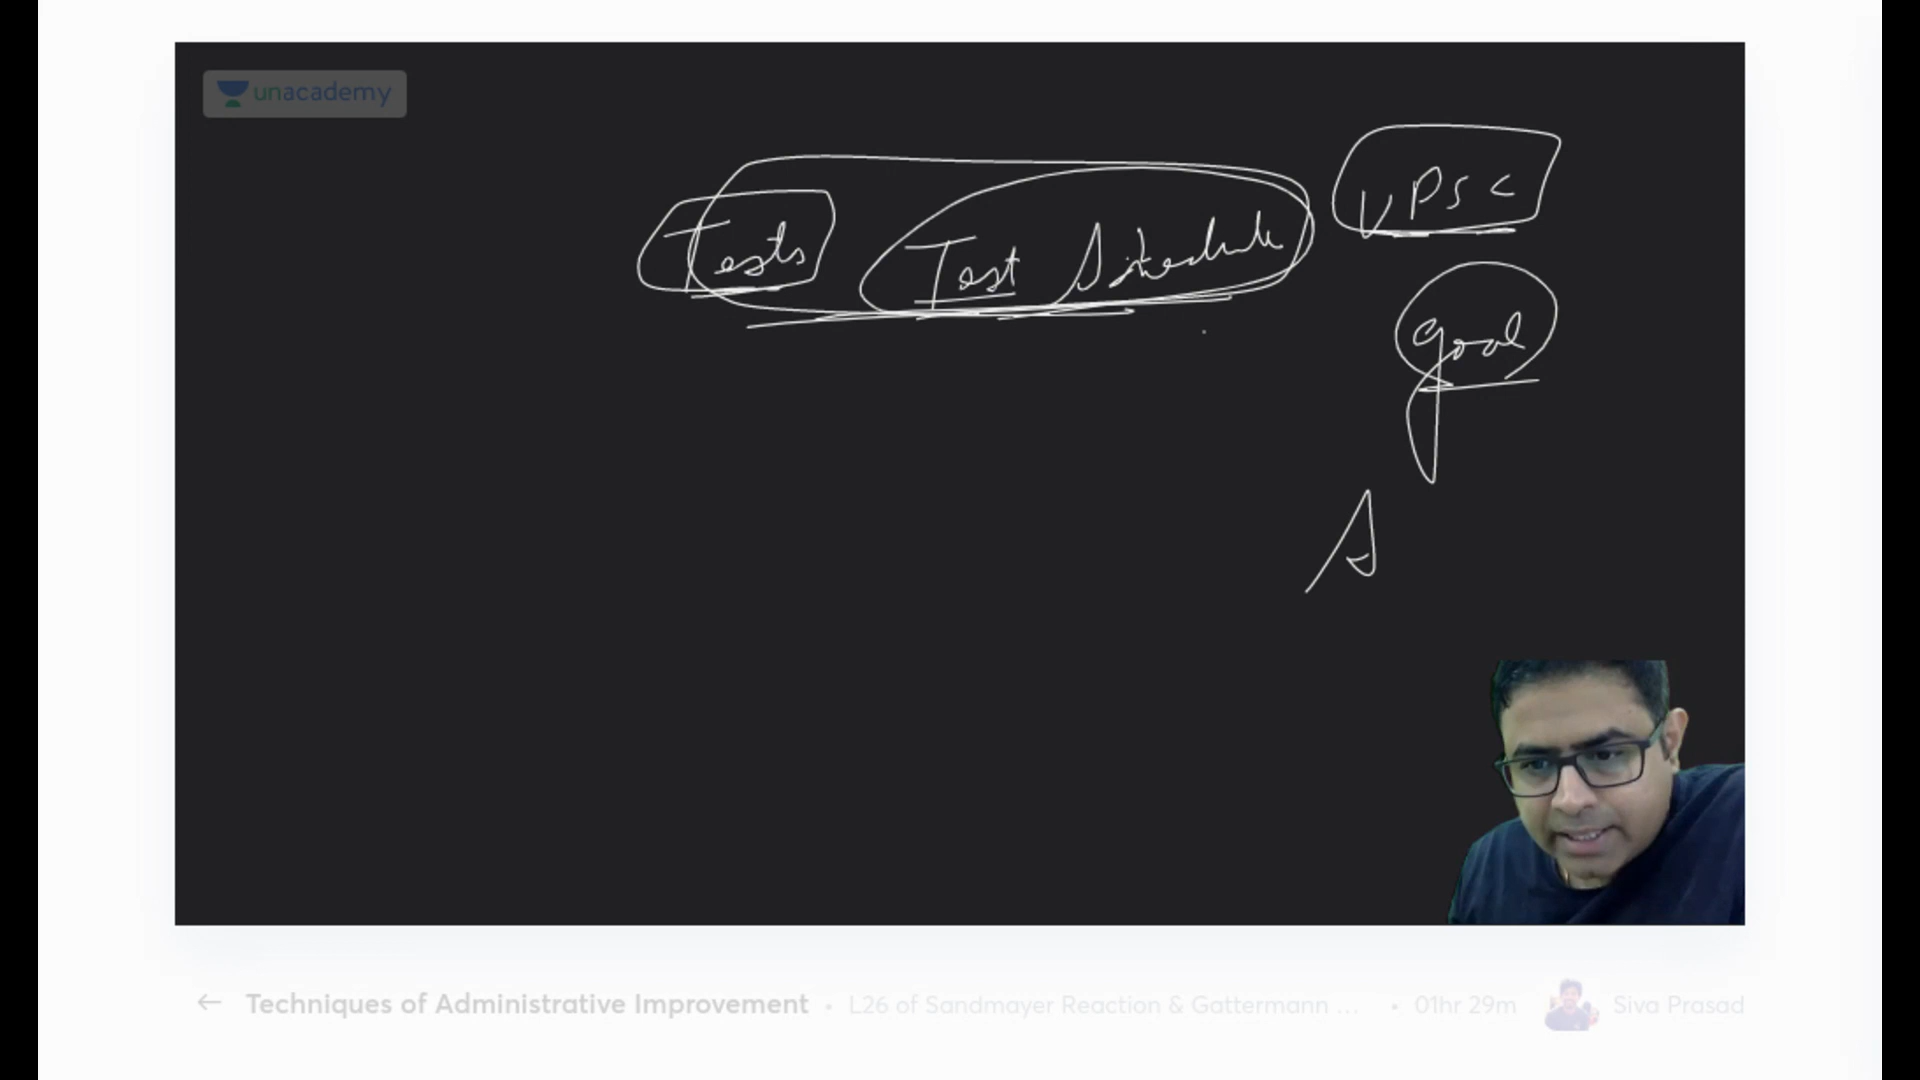 unacademy
UPSC
Tests Test Schedule
goal
S
Techniques of Administrative Improvement • L26 of Sandmayer Reaction & Gattermann ... • 01hr 29m Siva Prasad